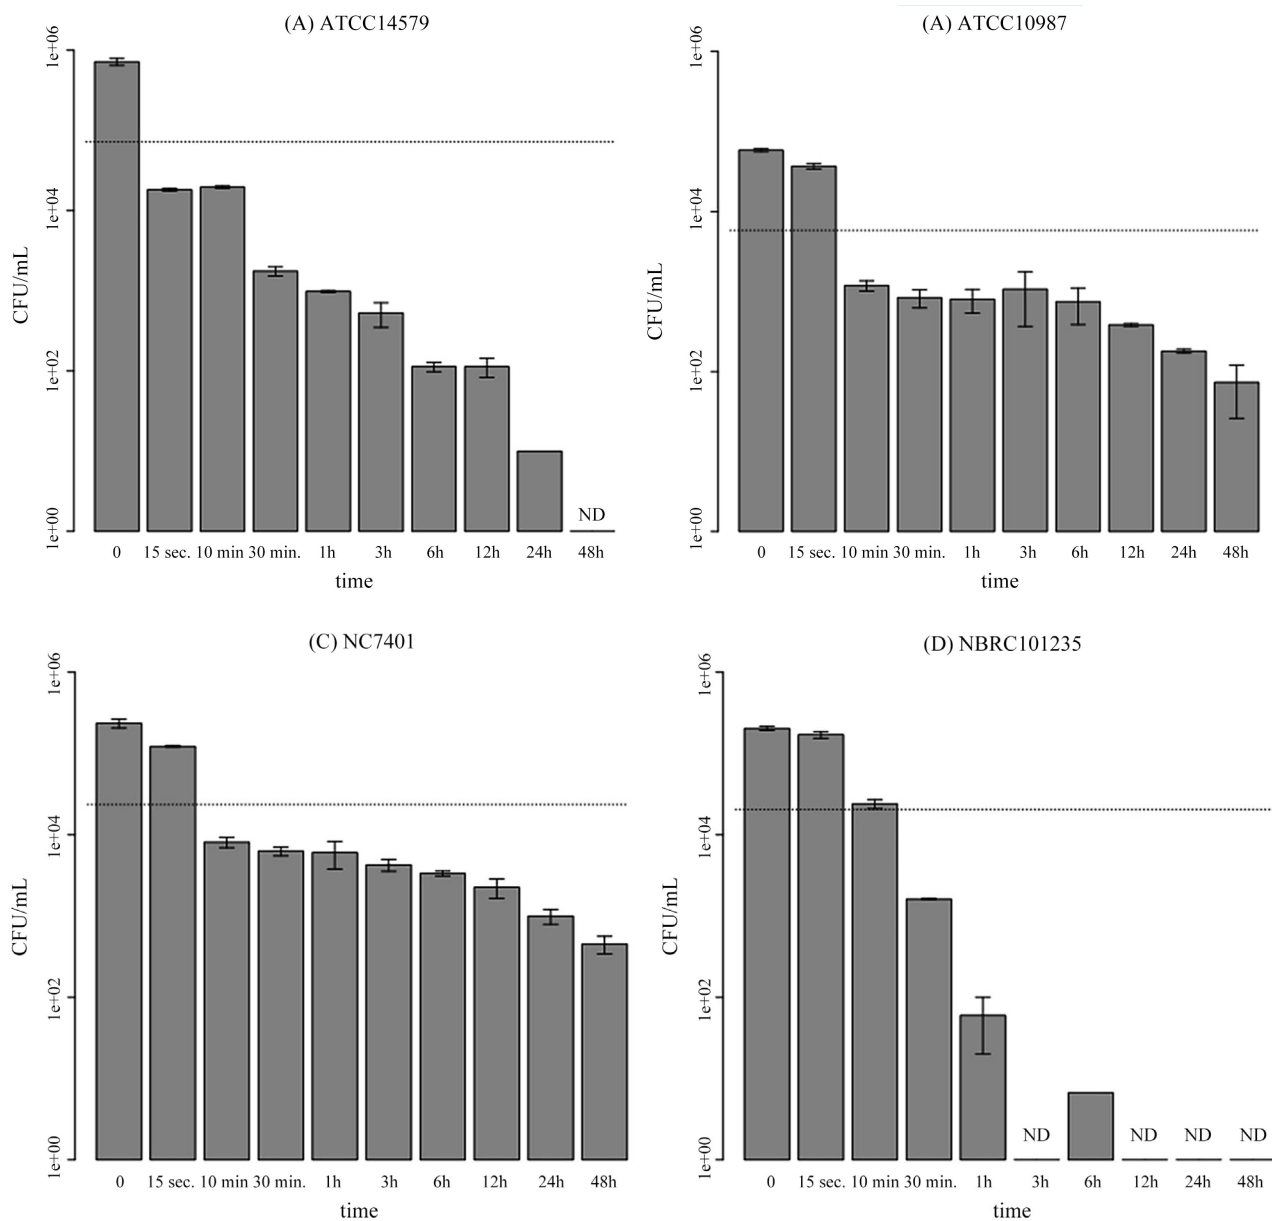 (A) ATCC14579
CFU/mL
1e+06
1e+04
1e+02
1e+00
ND
0 15 sec. 10 min 30 min. 1h 3h 6h 12h 24h 48h
time
(A) ATCC10987
CFU/mL
1e+06
1e+04
1e+02
1e+00
0 15 sec. 10 min 30 min. 1h 3h 6h 12h 24h 48h
time
(C) NC7401
CFU/mL
1e+06
1e+04
1e+02
1e+00
0 15 sec. 10 min 30 min. 1h 3h 6h 12h 24h 48h
time
(D) NBRC101235
CFU/mL
1e+06
1e+04
1e+02
1e+00
ND ND ND ND
0 15 sec. 10 min 30 min. 1h 3h 6h 12h 24h 48h
time